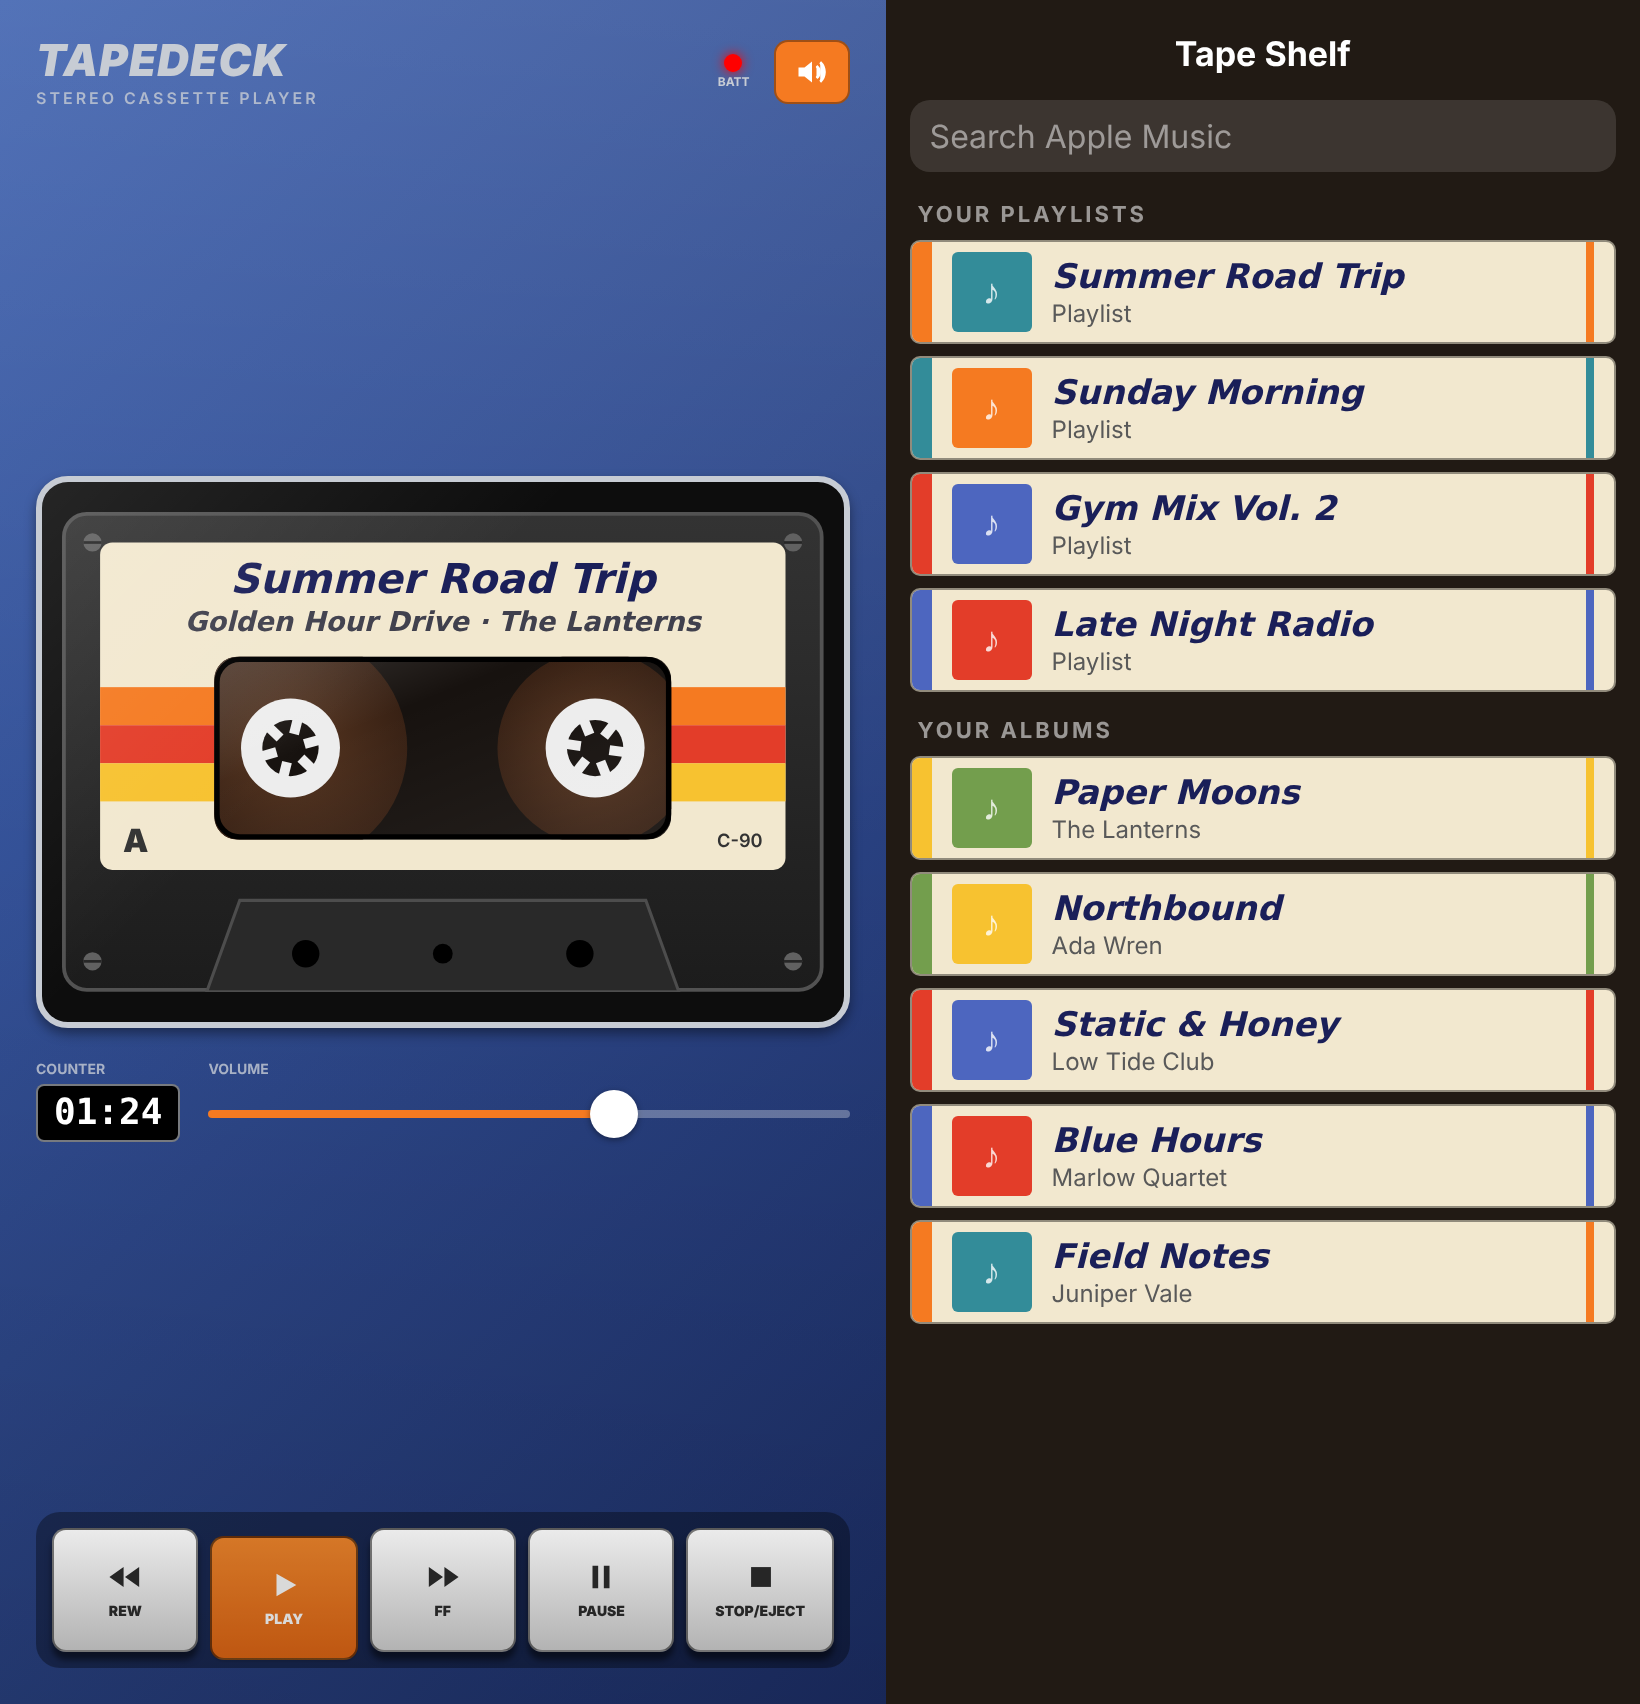 TAPEDECK
STEREO CASSETTE PLAYER
BATT
Summer Road Trip
Golden Hour Drive · The Lanterns
A
C-90
COUNTER
01:24
VOLUME
REW
PLAY
FF
PAUSE
STOP/EJECT
Tape Shelf
Search Apple Music
YOUR PLAYLISTS
Summer Road Trip
Playlist
Sunday Morning
Playlist
Gym Mix Vol. 2
Playlist
Late Night Radio
Playlist
YOUR ALBUMS
Paper Moons
The Lanterns
Northbound
Ada Wren
Static & Honey
Low Tide Club
Blue Hours
Marlow Quartet
Field Notes
Juniper Vale